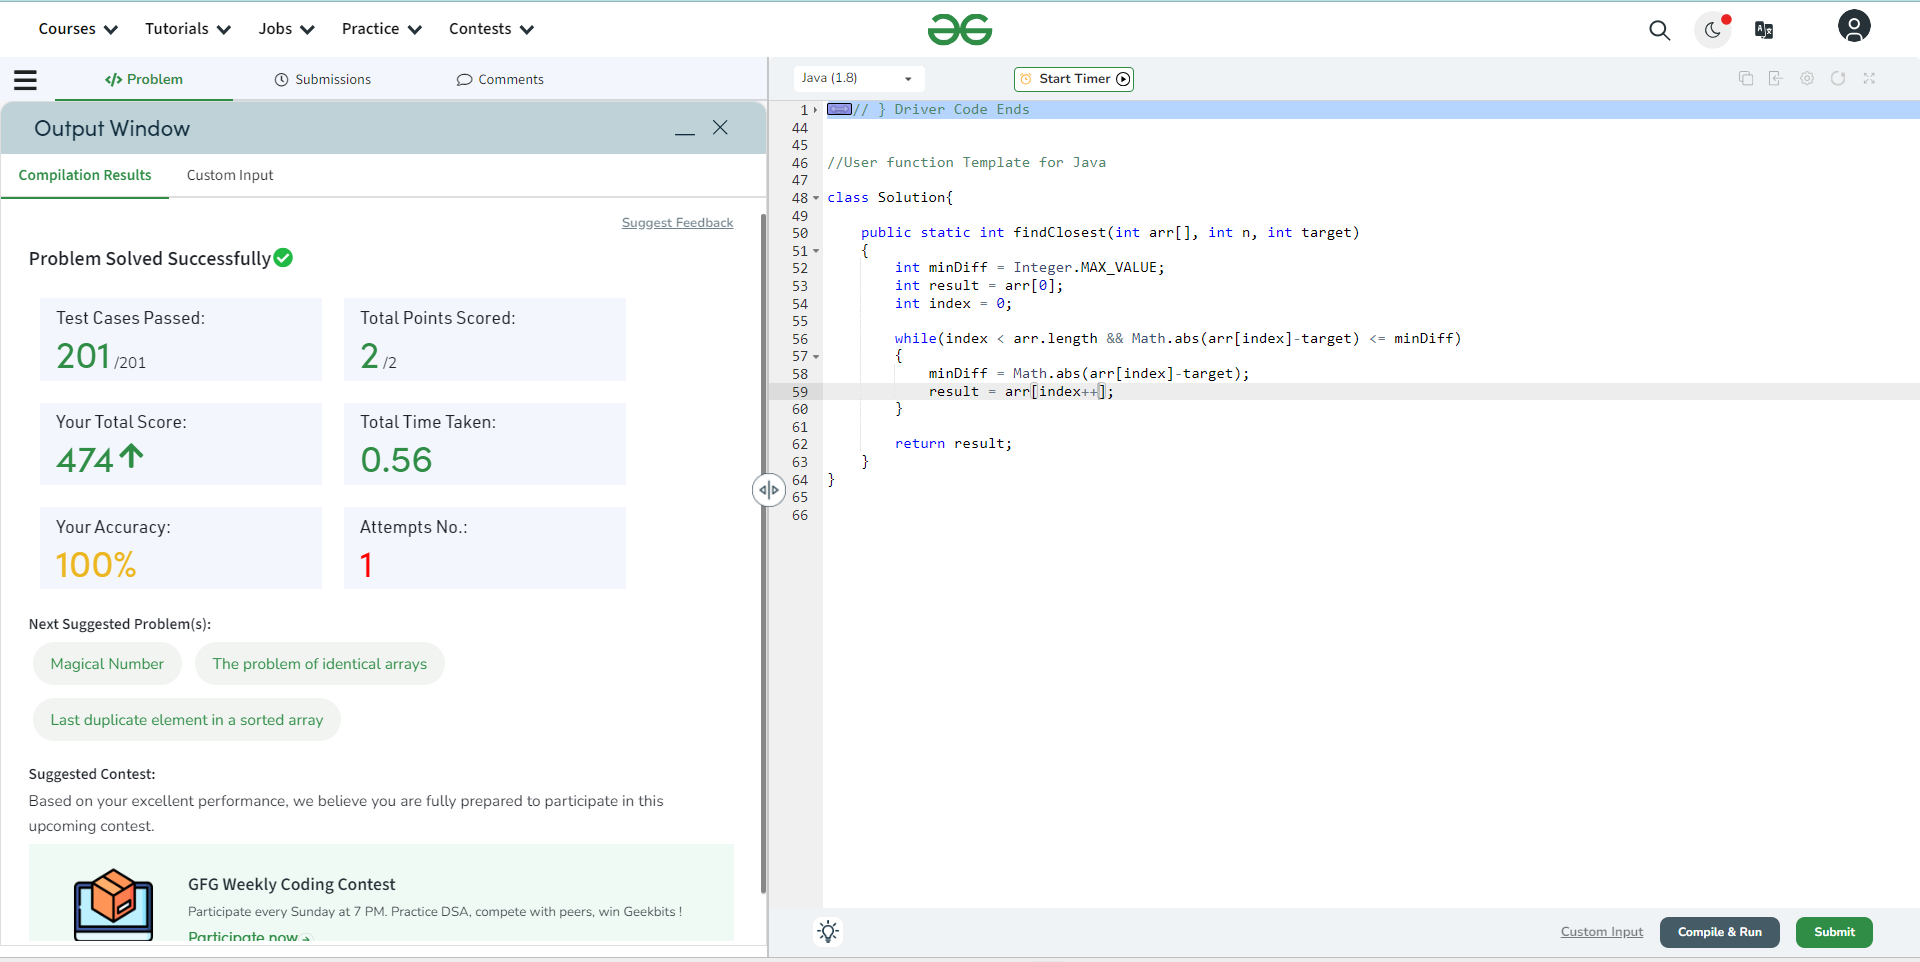 Courses Tutorials Jobs Practice Contests
Problem Submissions Comments
Output Window
Compilation Results Custom Input
Suggest Feedback
Problem Solved Successfully
Test Cases Passed:
201 /201
Total Points Scored:
2 /2
Your Total Score:
474
Total Time Taken:
0.56
Your Accuracy:
100%
Attempts No.:
1
Next Suggested Problem(s):
Magical Number The problem of identical arrays
Last duplicate element in a sorted array
Suggested Contest:
Based on your excellent performance, we believe you are fully prepared to participate in this
upcoming contest.
GFG Weekly Coding Contest
Participate every Sunday at 7 PM. Practice DSA, compete with peers, win Geekbits !
Participate now
Java (1.8) Start Timer
1 // } Driver Code Ends
44
45
46 //User function Template for Java
47
48 class Solution{
49
50 public static int findClosest(int arr[], int n, int target)
51 {
52 int minDiff = Integer.MAX_VALUE;
53 int result = arr[0];
54 int index = 0;
55
56 while(index < arr.length && Math.abs(arr[index]-target) <= minDiff)
57 {
58 minDiff = Math.abs(arr[index]-target);
59 result = arr[index++];
60 }
61
62 return result;
63 }
64 }
65
66
Custom Input Compile & Run Submit